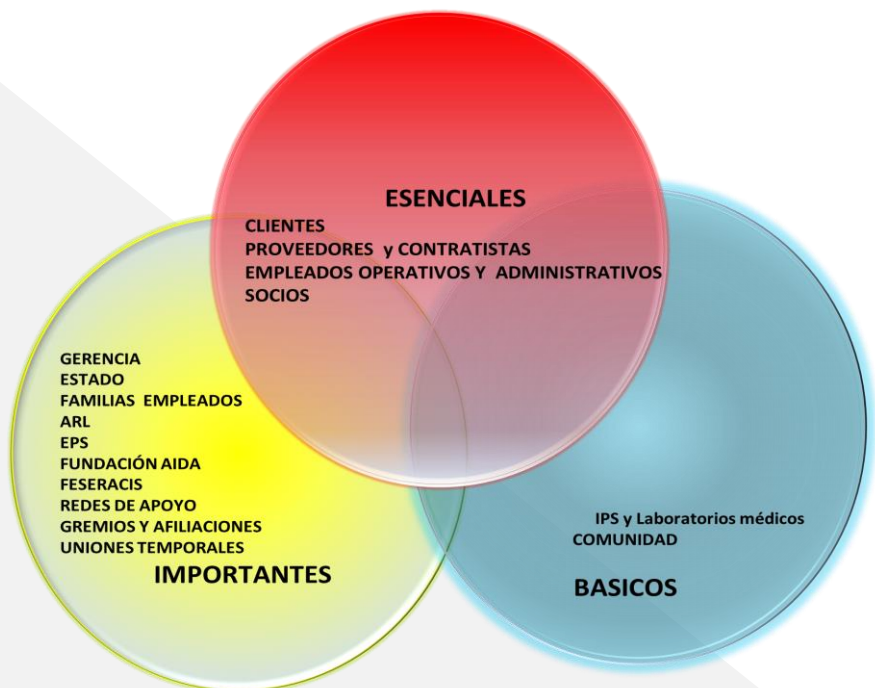 ESENCIALES
CLIENTES
PROVEEDORES y CONTRATISTAS
EMPLEADOS OPERATIVOS Y ADMINISTRATIVOS
SOCIOS
GERENCIA
ESTADO
FAMILIAS EMPLEADOS
ARL
EPS
FUNDACIÓN AIDA
FESERACIS
REDES DE APOYO
GREMIOS Y AFILIACIONES
UNIONES TEMPORALES
IMPORTANTES
IPS y Laboratorios médicos
COMUNIDAD
BASICOS